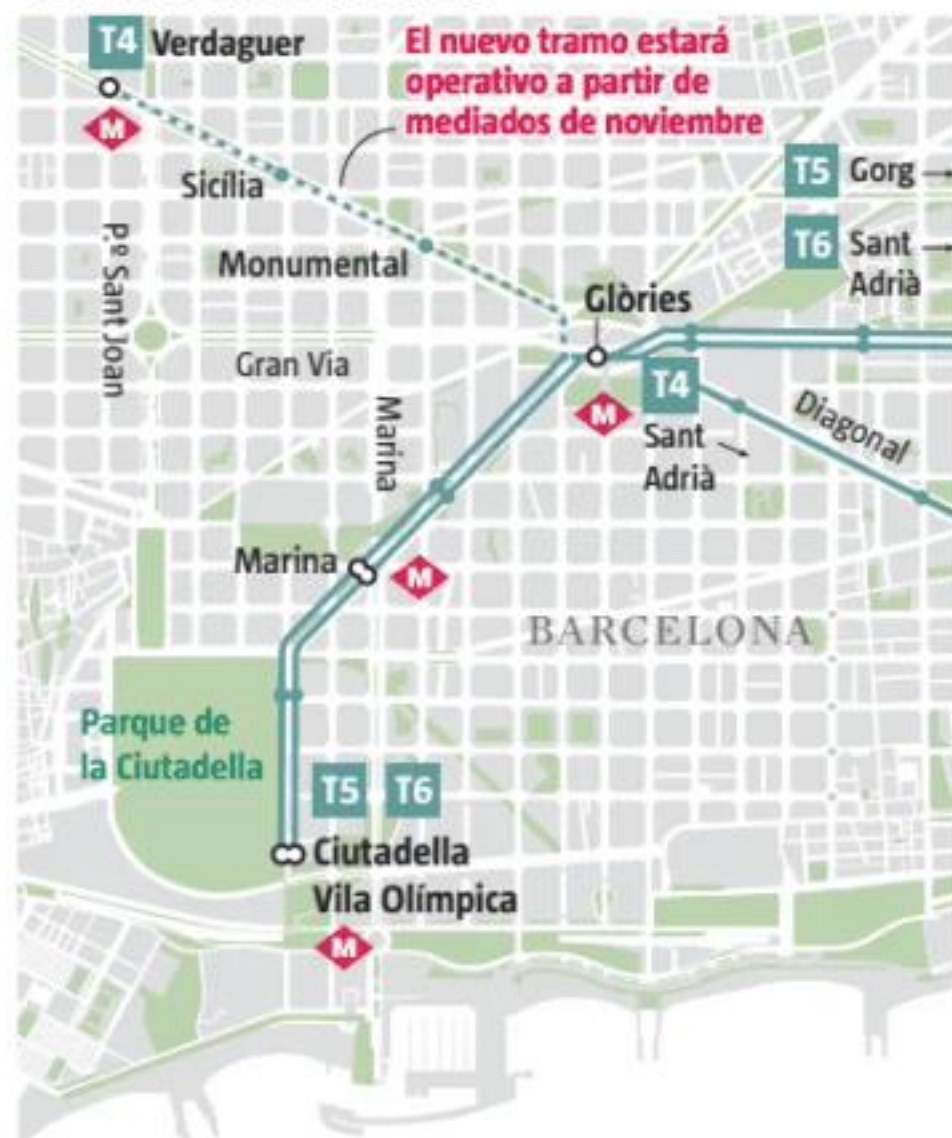 T4 Verdaguer
El nuevo tramo estará
operativo a partir de
mediados de noviembre
M
T5 Gorg →
Sicília
P.º Sant Joan
T6 Sant →
Adrià
Monumental
Glòries
Gran Via
T4
Marina
M
Diagonal
Sant
Adrià
Marina
M
BARCELONA
Parque de
la Ciutadella
T5 T6
Ciutadella
Vila Olímpica
M